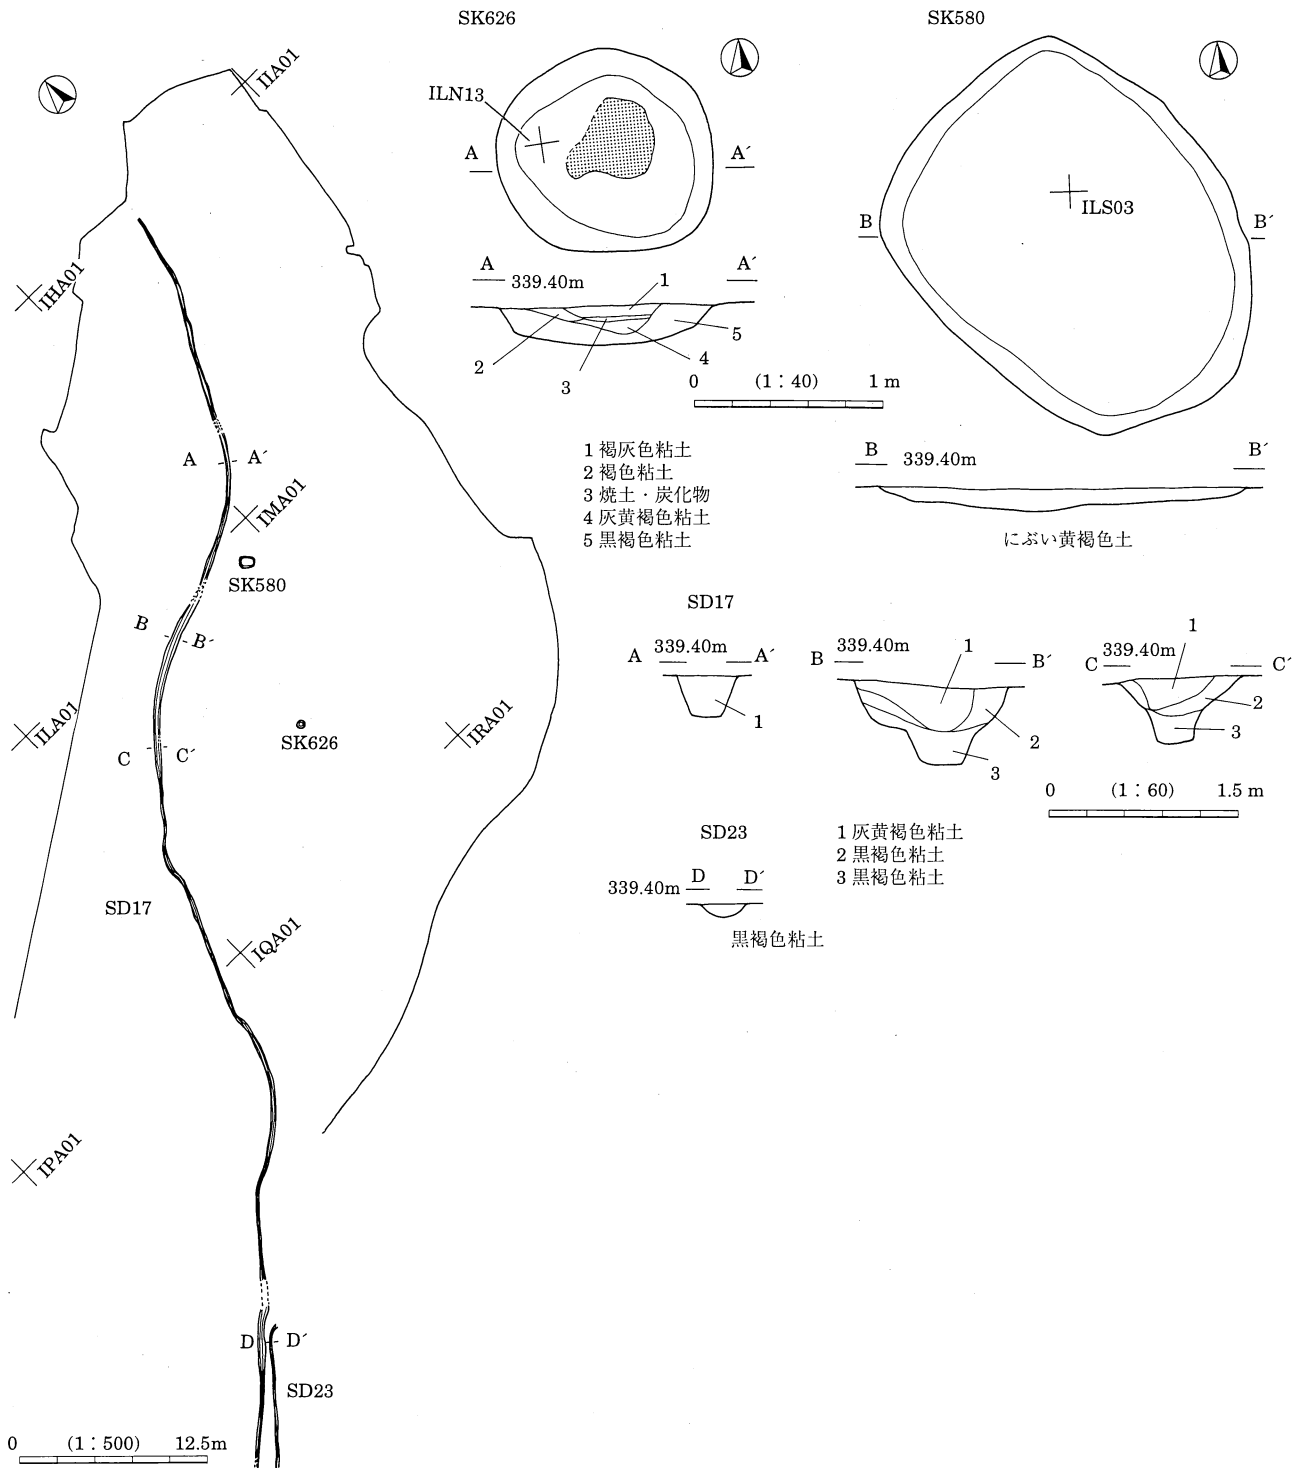 SK626
SK580
IIA01
ILN13
A
A´
ILS03
B
B´
IHA01
A
339.40m
A´
1
2
3
4
5
0 (1：40) 1 m
1 褐灰色粘土
2 褐色粘土
3 焼土・炭化物
4 灰黄褐色粘土
5 黒褐色粘土
B
339.40m
B´
にぶい黄褐色土
A
A´
IMA01
SK580
B
B´
ILA01
SK626
IRA01
C
C´
SD17
IQA01
IPA01
D
D´
SD23
0 (1：500) 12.5m
SD17
A
339.40m
A´
1
B
339.40m
B´
1
2
3
C
339.40m
C´
1
2
3
0 (1：60) 1.5 m
SD23
339.40m
D
D´
黒褐色粘土
1 灰黄褐色粘土
2 黒褐色粘土
3 黒褐色粘土